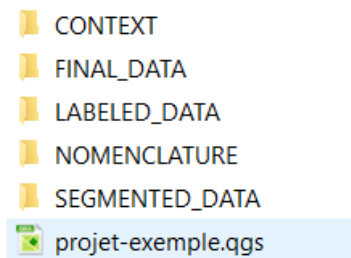 CONTEXT
FINAL_DATA
LABELED_DATA
NOMENCLATURE
SEGMENTED_DATA
projet-exemple.qgs